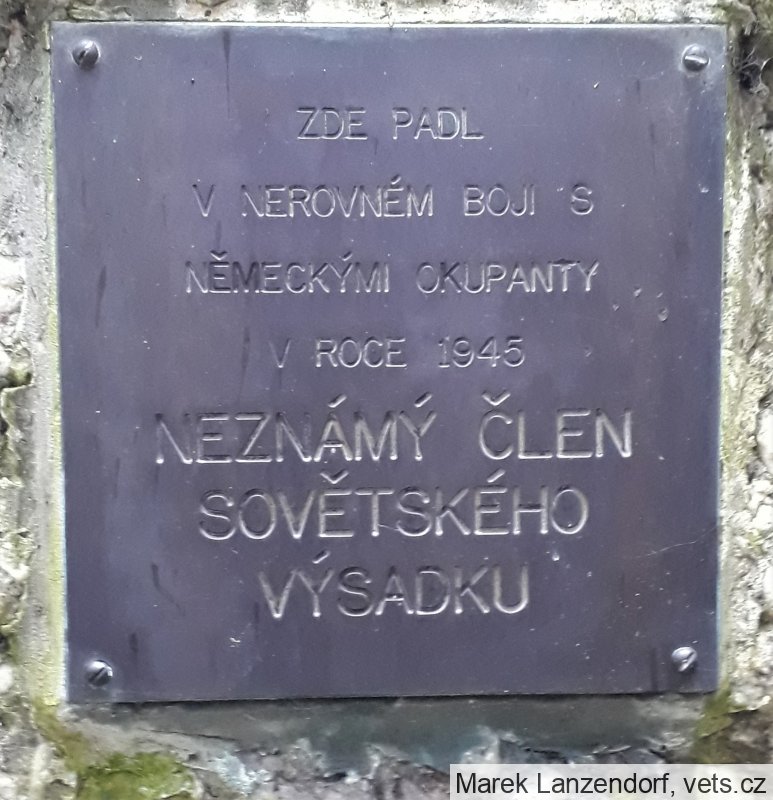 ZDE PADL
V NEROVNÉM BOJI S
NĚMECKÝMI OKUPANTY
V ROCE 1945
NEZNÁMÝ ČLEN
SOVĚTSKÉHO
VÝSADKU
Marek Lanzendorf, vets.cz